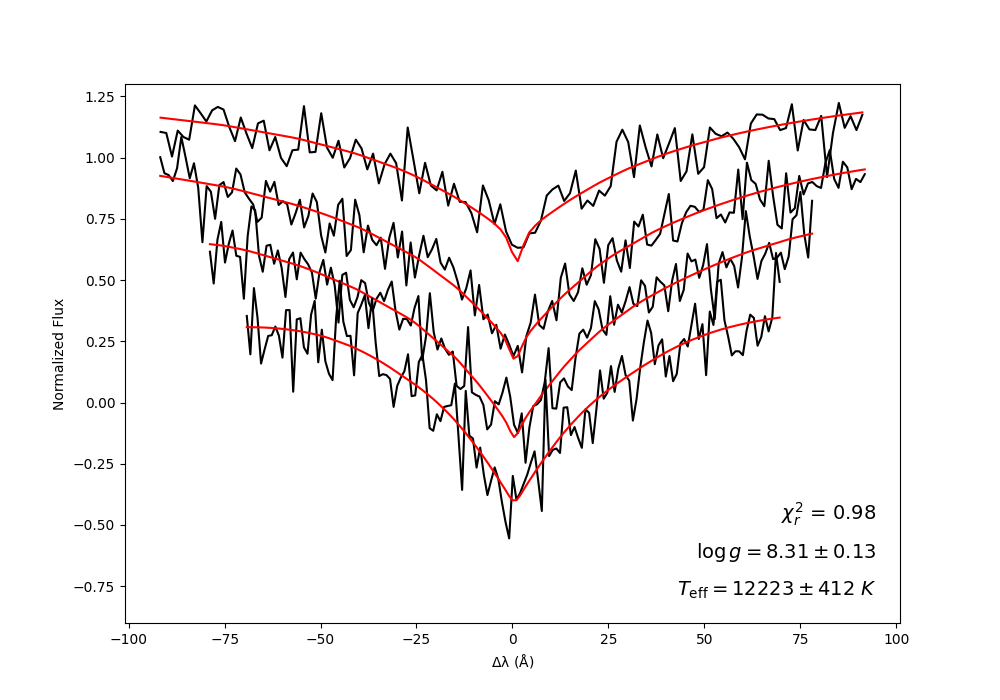 1.25
1.00
0.75
0.50
0.25
0.00
−0.25
−0.50
−0.75
Normalized Flux
χ²ᵣ = 0.98
log g = 8.31 ± 0.13
T_eff = 12223 ± 412 K
−100 −75 −50 −25 0 25 50 75 100
Δλ (Å)